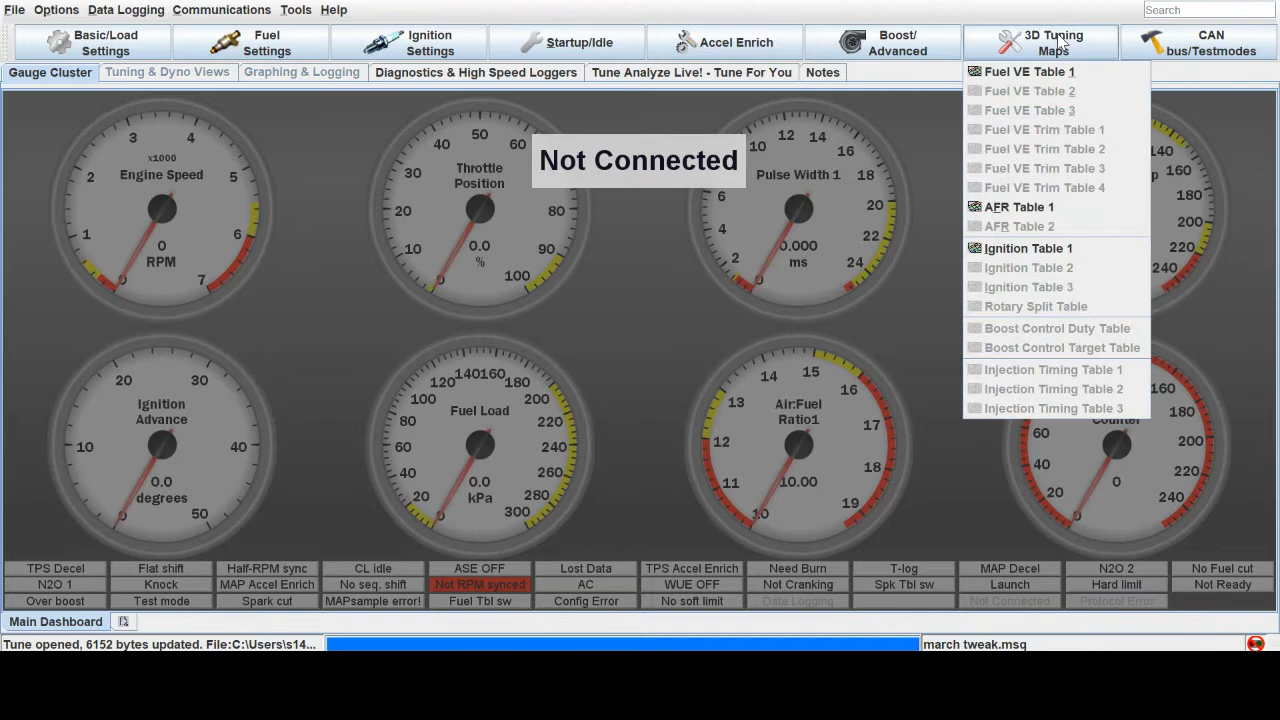 File Options Data Logging Communications Tools Help Search
Basic/Load Settings
Fuel Settings
Ignition Settings
Startup/Idle
Accel Enrich
Boost/ Advanced
3D Tuning Maps
CAN bus/Testmodes
Gauge Cluster Tuning & Dyno Views Graphing & Logging Diagnostics & High Speed Loggers Tune Analyze Live! - Tune For You Notes
Fuel VE Table 1
Fuel VE Table 2
Fuel VE Table 3
Fuel VE Trim Table 1
Fuel VE Trim Table 2
Fuel VE Trim Table 3
Fuel VE Trim Table 4
AFR Table 1
AFR Table 2
Ignition Table 1
Ignition Table 2
Ignition Table 3
Rotary Split Table
Boost Control Duty Table
Boost Control Target Table
Injection Timing Table 1
Injection Timing Table 2
Injection Timing Table 3
Not Connected
0 1 2 3 4 5 6 7
x1000
Engine Speed
0
RPM
10 20 30 40 50 60 80 90 100
Throttle
Position
0.0
%
0 2 4 6 10 12 14 16 18 20 22 24
Pulse Width 1
0.000
ms
140 160 180 200 220 240
p
10 20 30 40 50
0
Ignition
Advance
0.0
degrees
0 20 40 60 80 100 120 140 160 180 200 220 240 260 280 300
Fuel Load
0.0
kPa
10 11 12 13 14 15 16 17 18 19
Air:Fuel
Ratio1
10.00
0 20 40 60 160 180 200 220 240
Counter
0
TPS Decel Flat shift Half-RPM sync CL idle ASE OFF Lost Data TPS Accel Enrich Need Burn T-log MAP Decel N2O 2 No Fuel cut
N2O 1 Knock MAP Accel Enrich No seq. shift Not RPM synced AC WUE OFF Not Cranking Spk Tbl sw Launch Hard limit Not Ready
Over boost Test mode Spark cut MAPsample error! Fuel Tbl sw Config Error No soft limit Data Logging Not Connected Protocol Error
Main Dashboard
Tune opened, 6152 bytes updated. File:C:\Users\s14... march tweak.msq